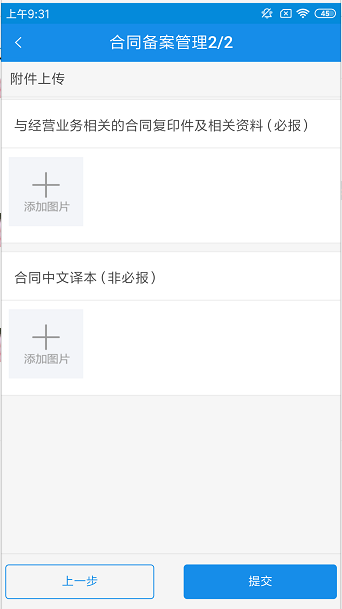 上午9:31
45
合同备案管理2/2
附件上传
与经营业务相关的合同复印件及相关资料(必报)
添加图片
合同中文译本(非必报)
添加图片
上一步
提交